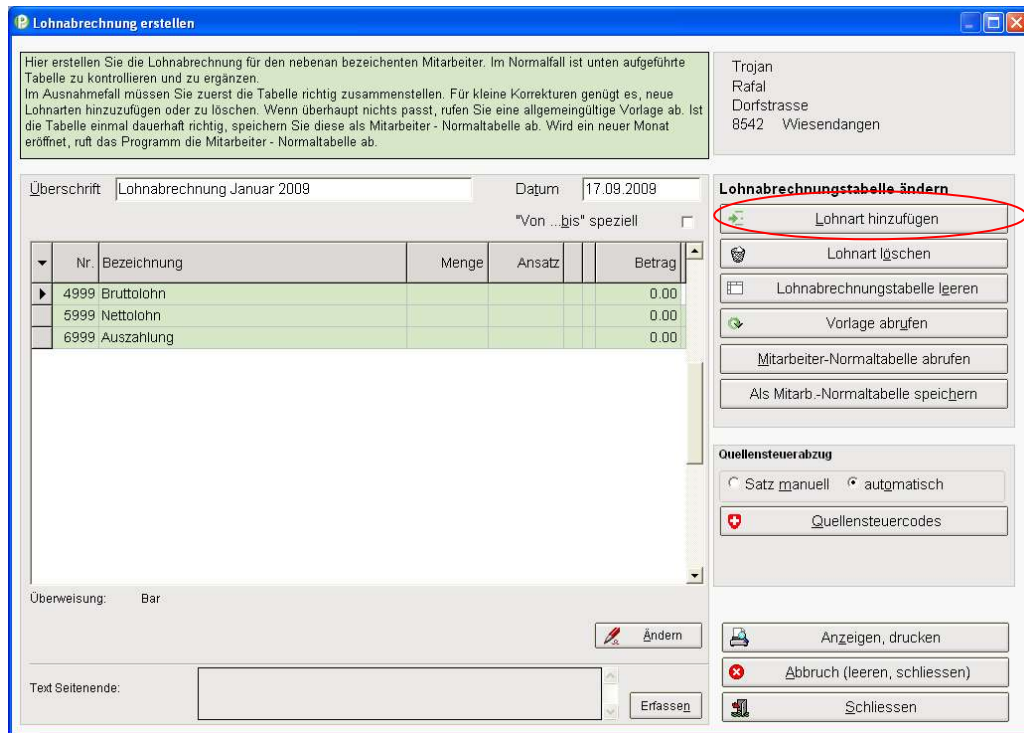 Lohnabrechnung erstellen
Hier erstellen Sie die Lohnabrechnung für den nebenan bezeichenten Mitarbeiter. Im Normalfall ist unten aufgeführte
Tabelle zu kontrollieren und zu ergänzen.
Im Ausnahmefall müssen Sie zuerst die Tabelle richtig zusammenstellen. Für kleine Korrekturen genügt es, neue
Lohnarten hinzuzufügen oder zu löschen. Wenn überhaupt nichts passt, rufen Sie eine allgemeingültige Vorlage ab. Ist
die Tabelle einmal dauerhaft richtig, speichern Sie diese als Mitarbeiter - Normaltabelle ab. Wird ein neuer Monat
eröffnet, ruft das Programm die Mitarbeiter - Normaltabelle ab.
Trojan
Rafal
Dorfstrasse
8542 Wiesendangen
Überschrift Lohnabrechnung Januar 2009 Datum 17.09.2009
"Von ...bis" speziell
Nr. Bezeichnung Menge Ansatz Betrag
4999 Bruttolohn 0.00
5999 Nettolohn 0.00
6999 Auszahlung 0.00
Überweisung: Bar
Ändern
Text Seitenende:
Erfassen
Lohnabrechnungstabelle ändern
Lohnart hinzufügen
Lohnart löschen
Lohnabrechnungstabelle leeren
Vorlage abrufen
Mitarbeiter-Normaltabelle abrufen
Als Mitarb.-Normaltabelle speichern
Quellensteuerabzug
Satz manuell automatisch
Quellensteuercodes
Anzeigen, drucken
Abbruch (leeren, schliessen)
Schliessen